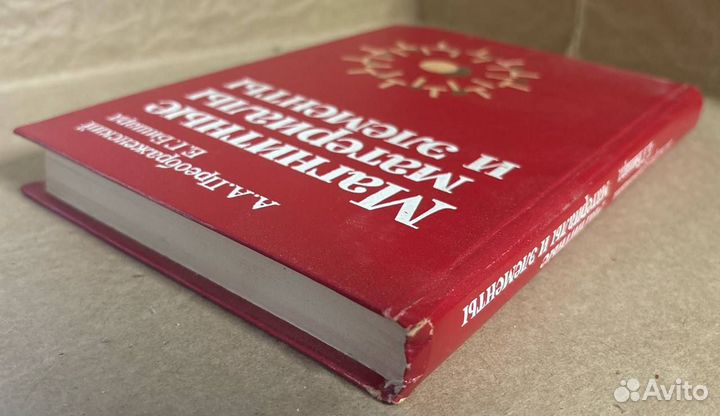 А.А.Преображенский
Е.Г.Бишард
Магнитные
материалы
и элементы
Магнитные
материалы и элементы
Avito